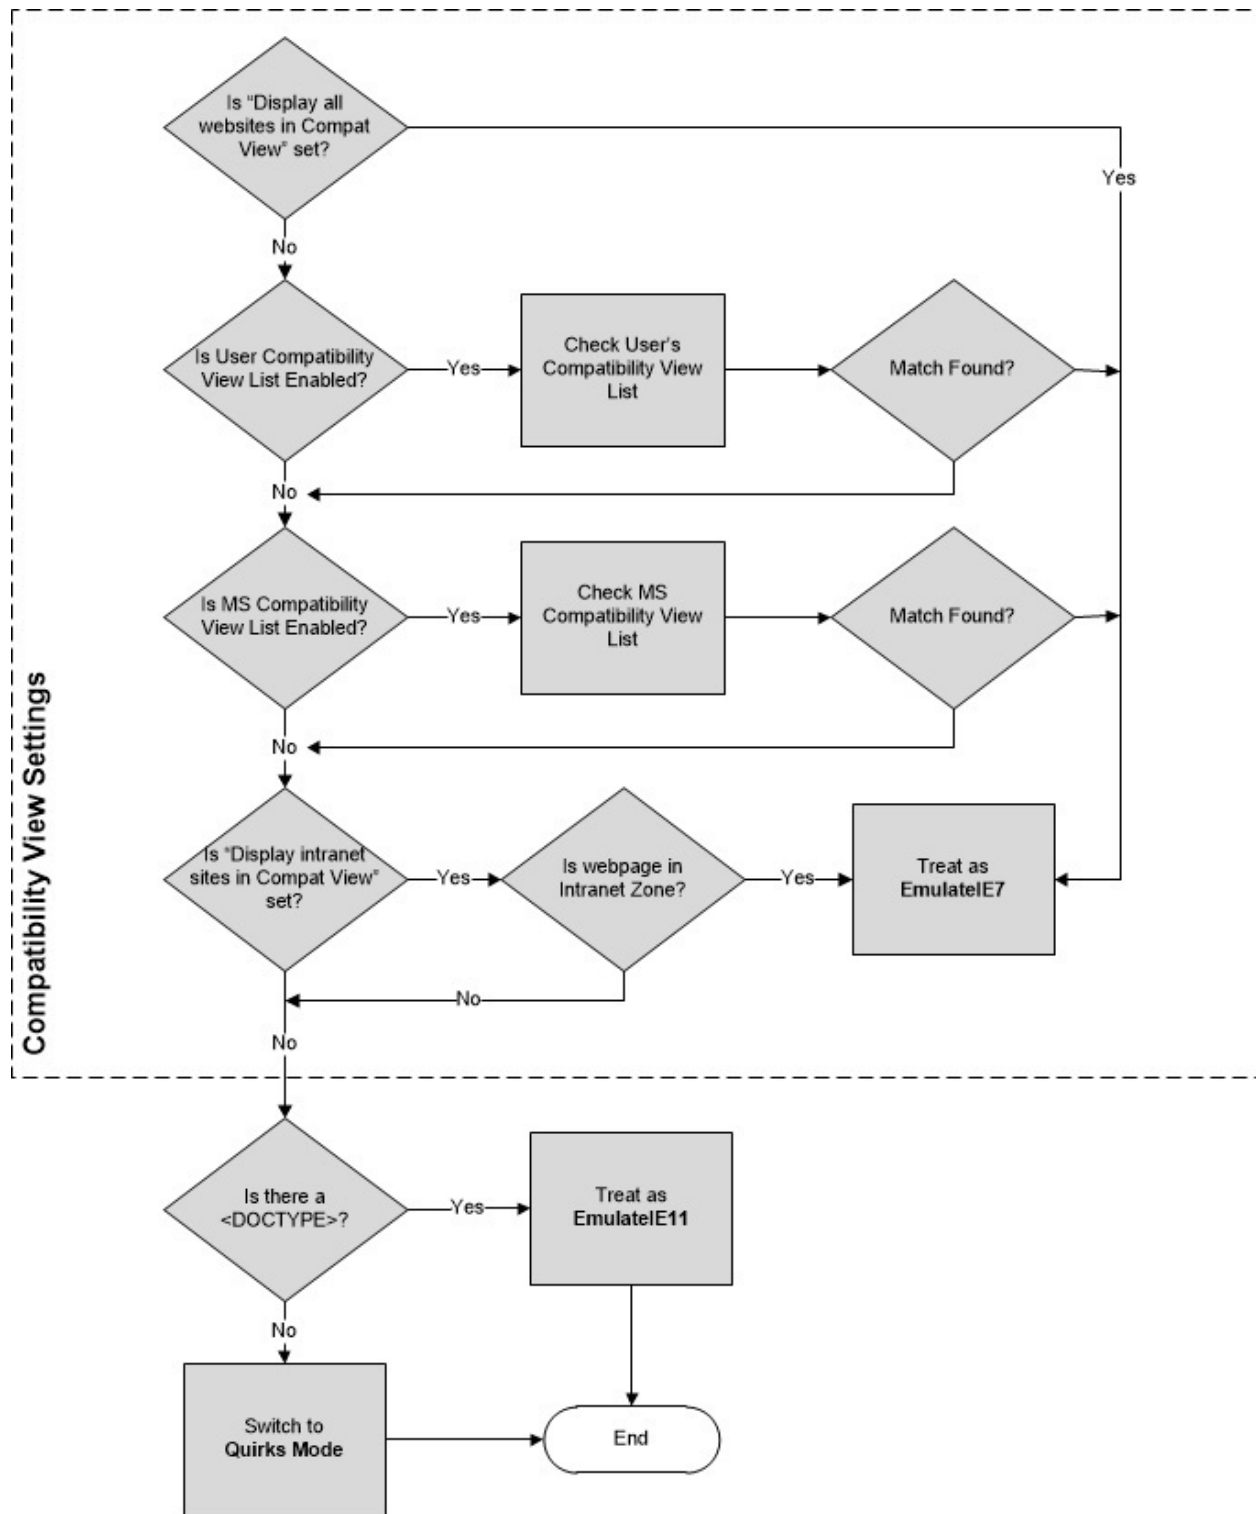 Is “Display all
websites in Compat
View” set?
Yes
No
Is User Compatibility
View List Enabled?
Yes
Check User’s
Compatibility View
List
Match Found?
No
Is MS Compatibility
View List Enabled?
Yes
Check MS
Compatibility View
List
Match Found?
No
Is “Display intranet
sites in Compat View”
set?
Yes
Is webpage in
Intranet Zone?
Yes
Treat as
EmulateIE7
No
No
Compatibility View Settings
Is there a
<DOCTYPE>?
Yes
Treat as
EmulateIE11
No
Switch to
Quirks Mode
End